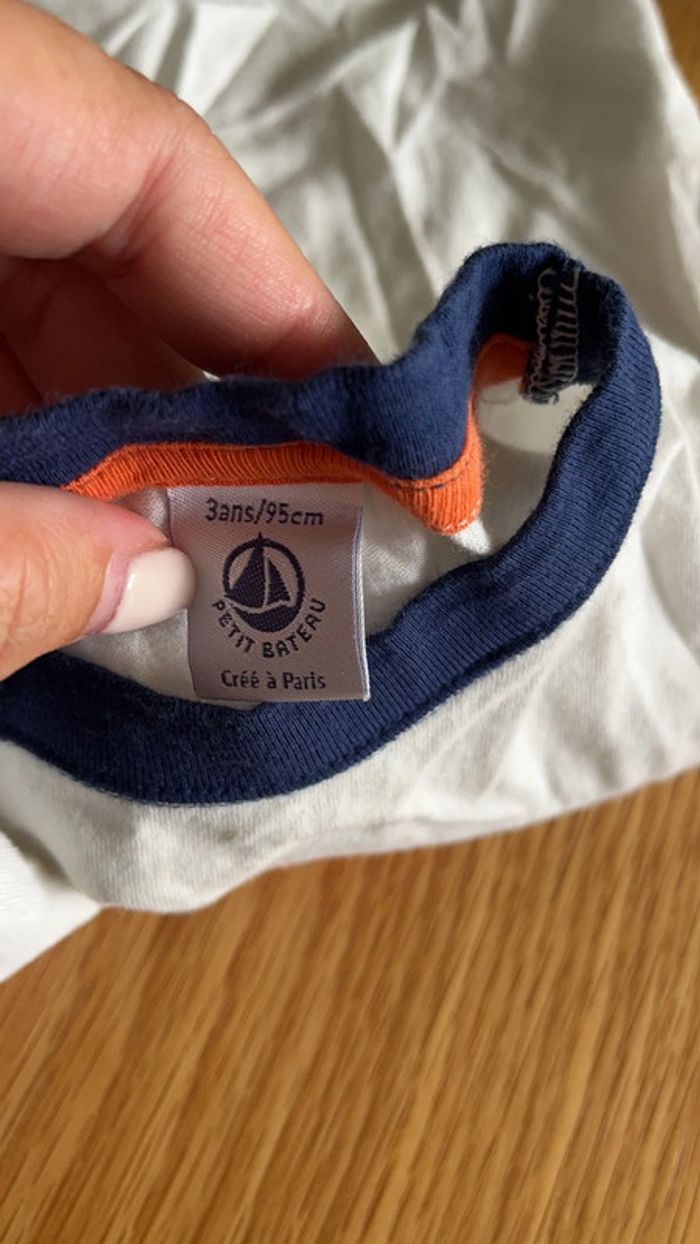 3ans/95cm
PETIT BATEAU
Créé à Paris